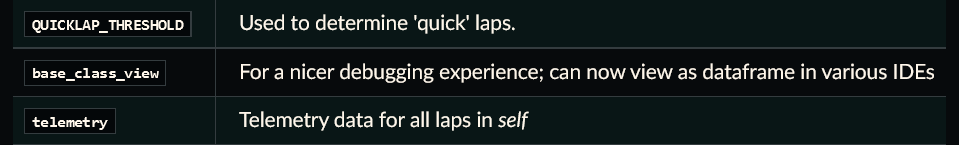 QUICKLAP_THRESHOLD Used to determine 'quick' laps.
base_class_view For a nicer debugging experience; can now view as dataframe in various IDEs
telemetry Telemetry data for all laps in self